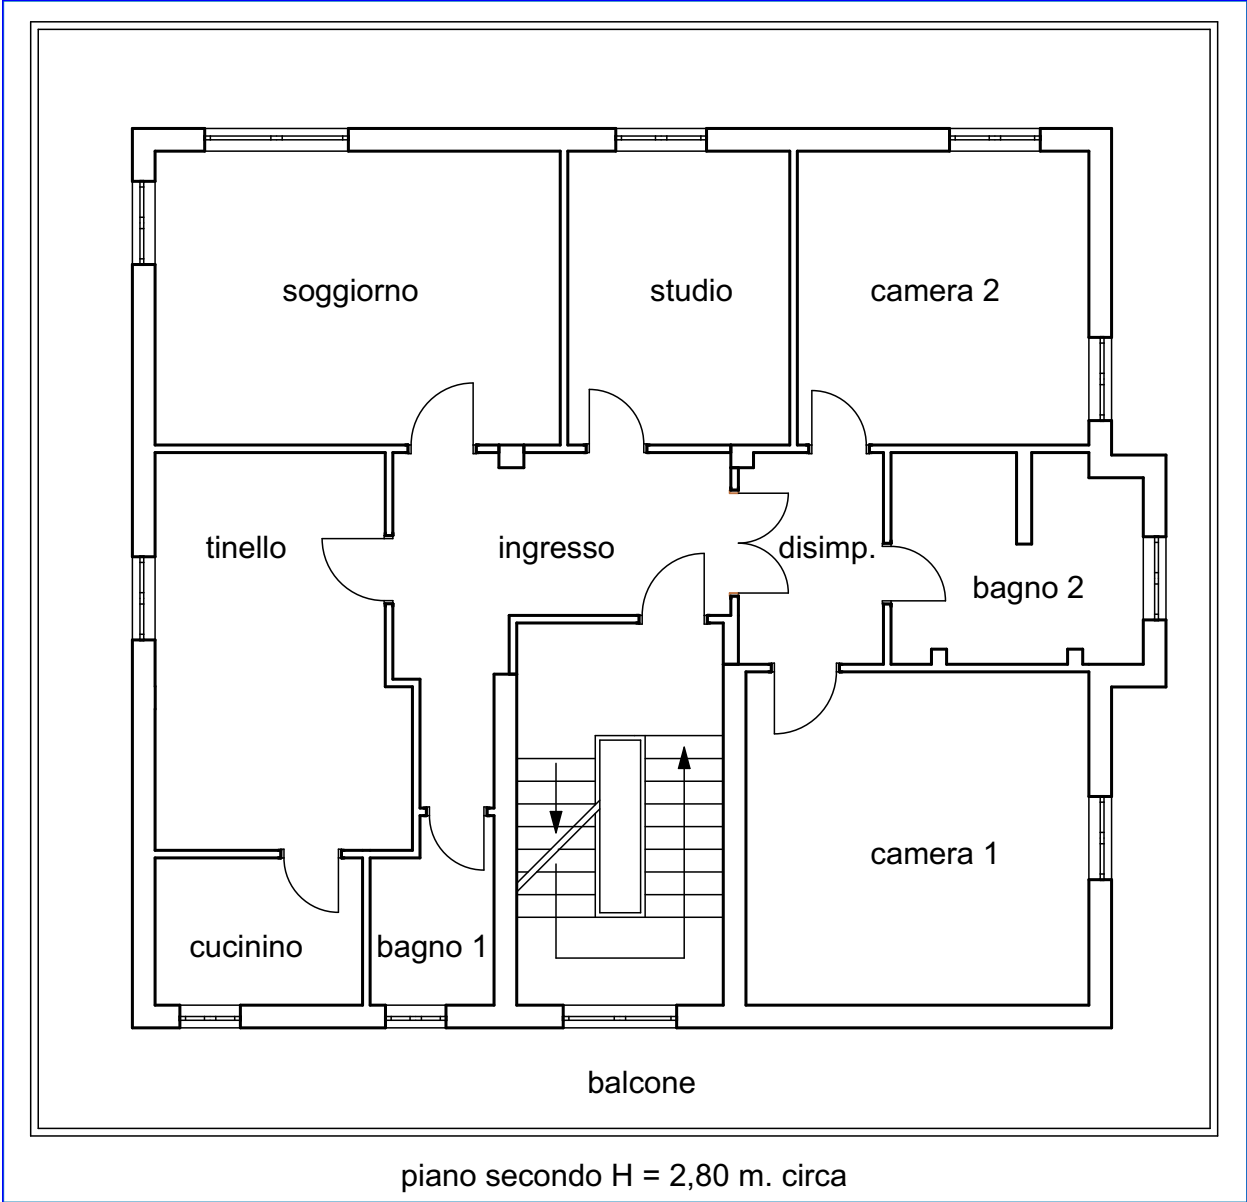 soggiorno
studio
camera 2
tinello
ingresso
disimp.
bagno 2
camera 1
cucinino
bagno 1
balcone
piano secondo H = 2,80 m. circa